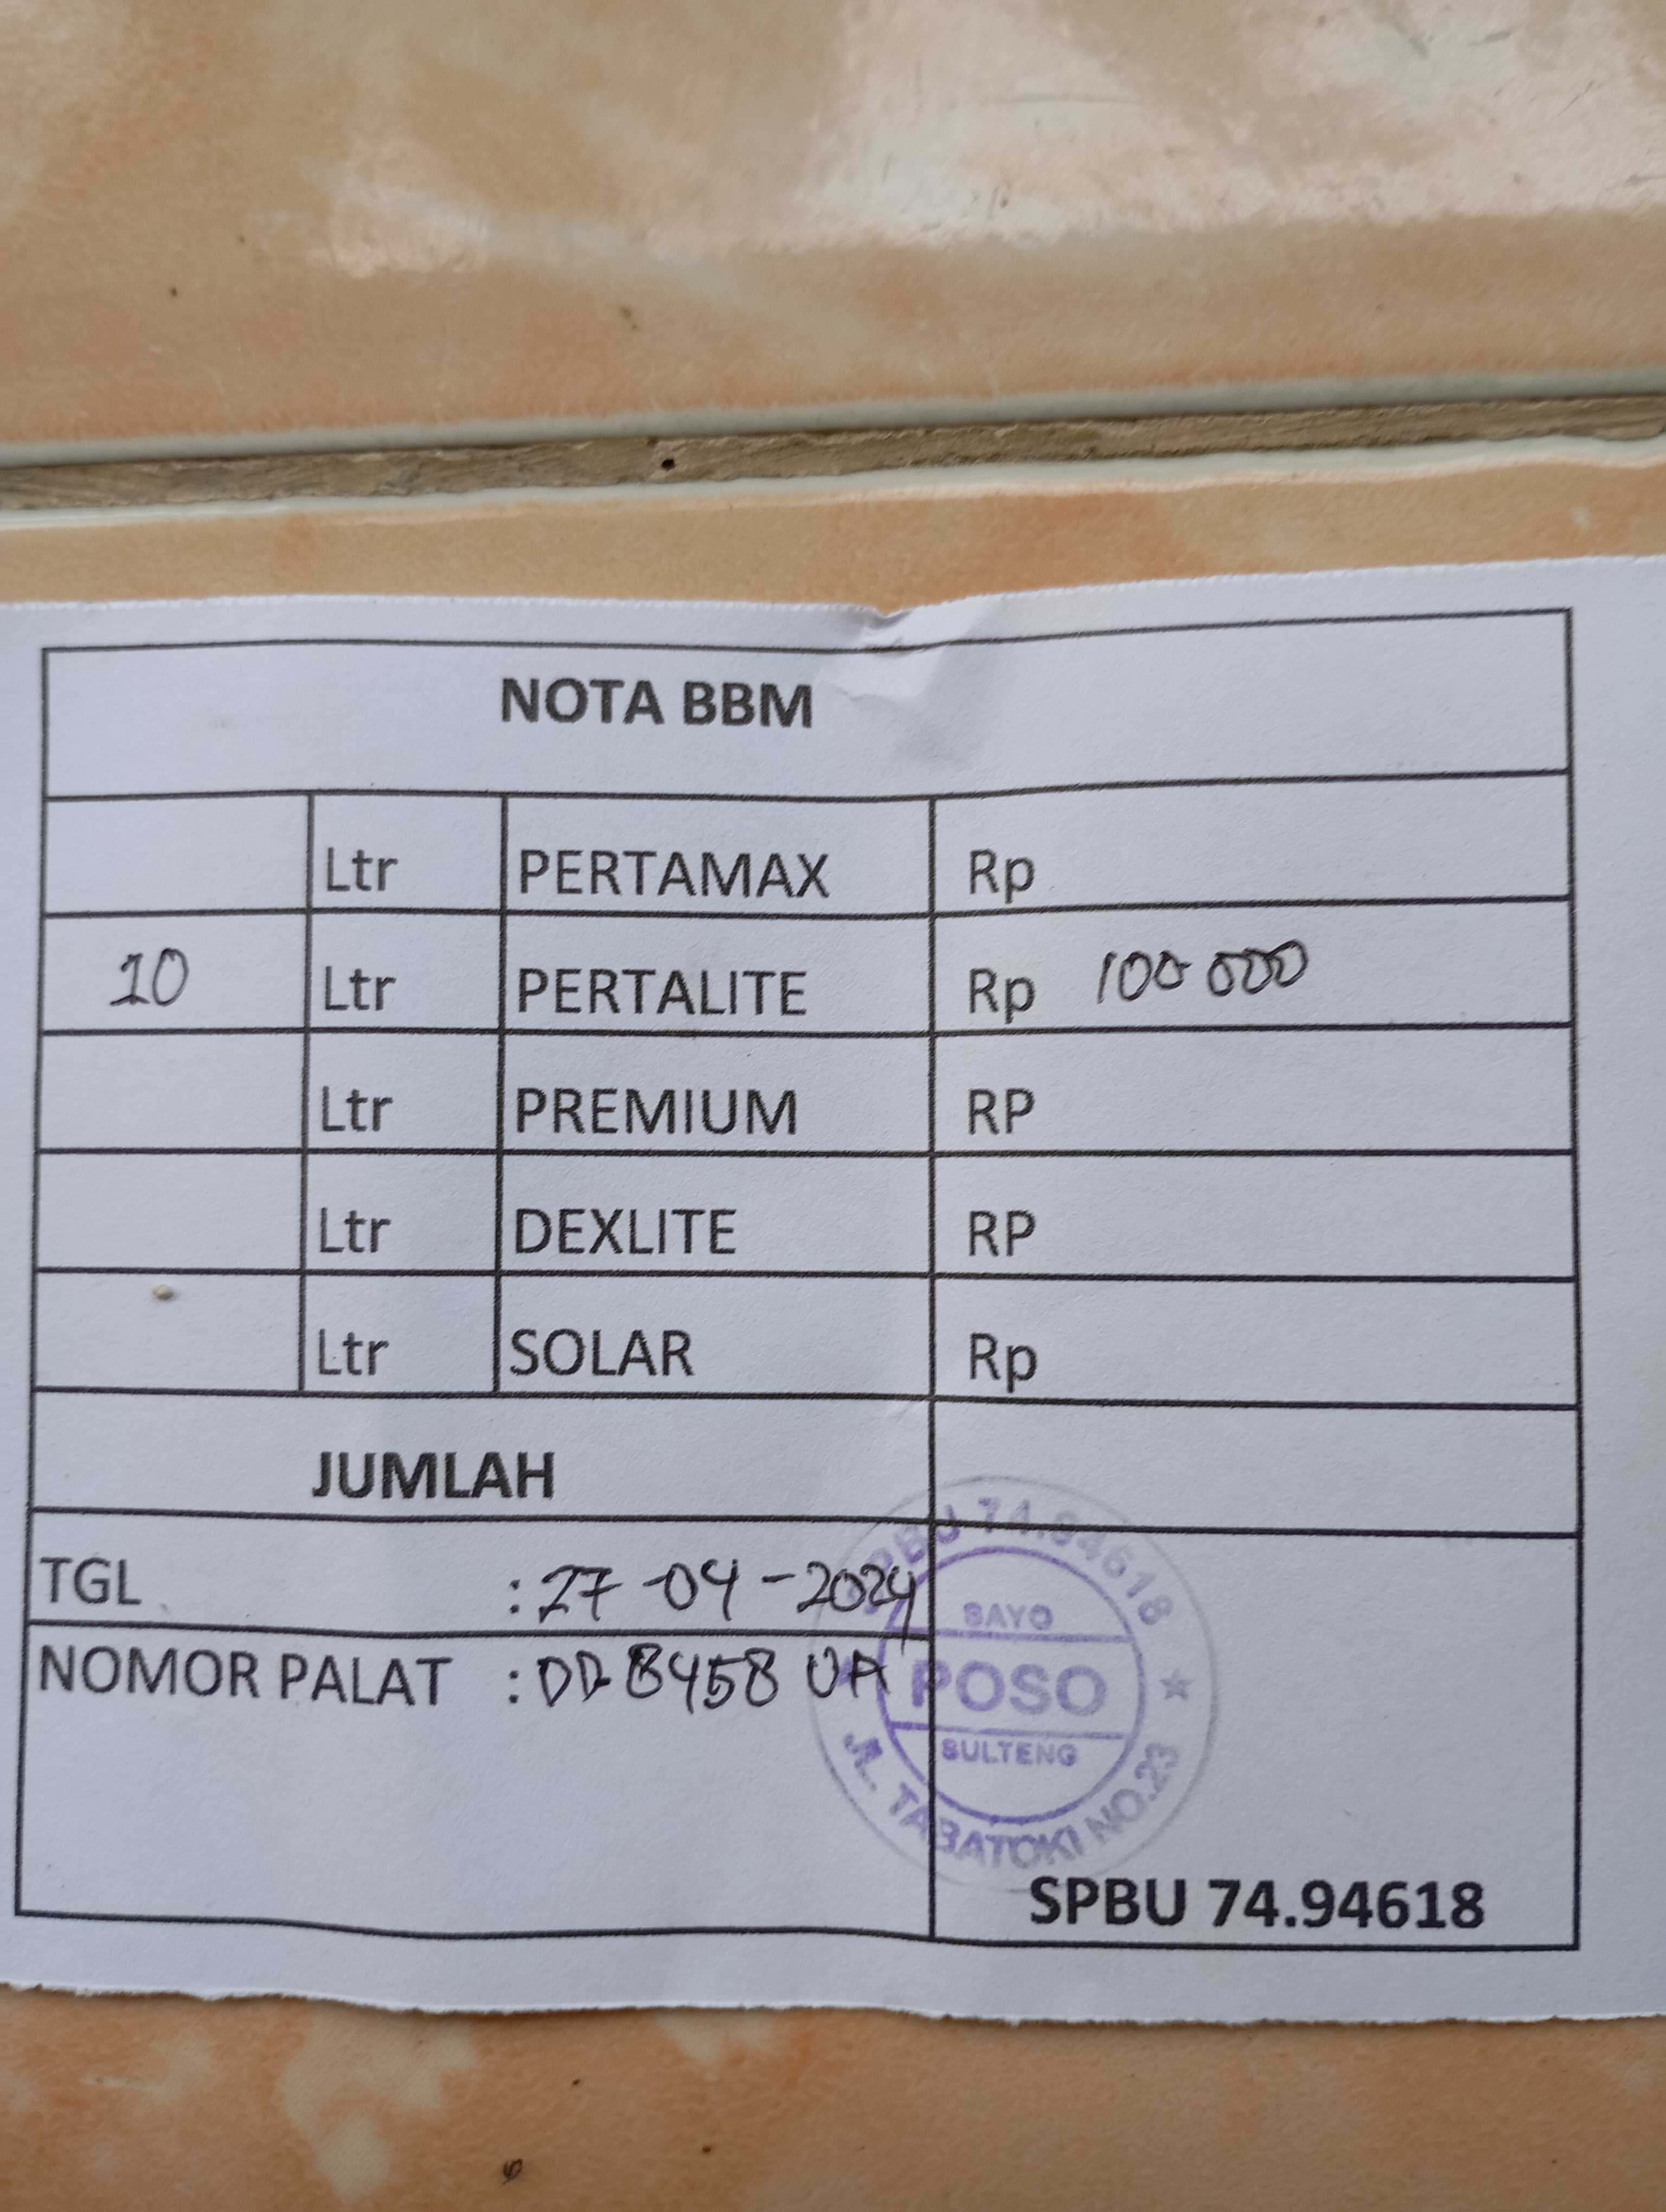 NOTA BBM
Ltr PERTAMAX Rp
10 Ltr PERTALITE Rp 100 000
Ltr PREMIUM RP
Ltr DEXLITE RP
Ltr SOLAR Rp
JUMLAH
TGL : 27-04-2024
NOMOR PALAT : DD 8458 UA
SPBU 74.94618
SAYO
POSO
SULTENG
JL. TABATOKI NO.23
SPBU 74.94618